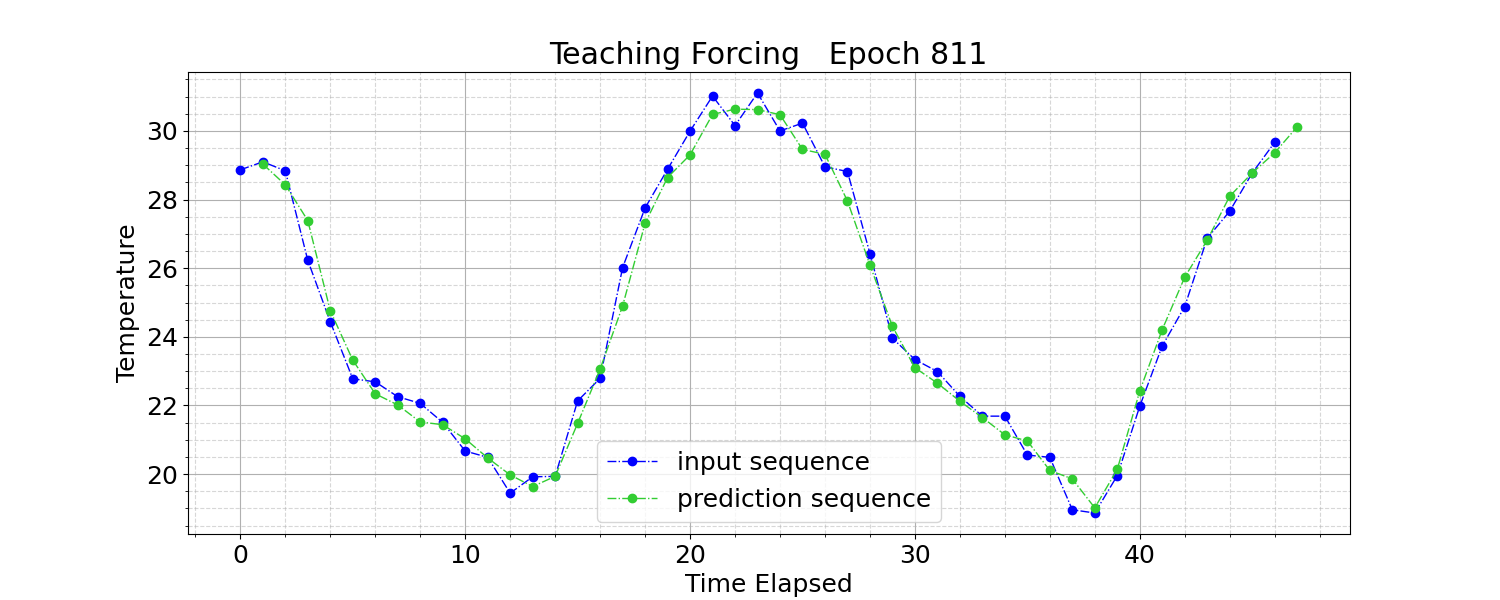 Teaching Forcing   Epoch 811
30
28
26
24
22
20
Temperature
input sequence
prediction sequence
0 10 20 30 40
Time Elapsed